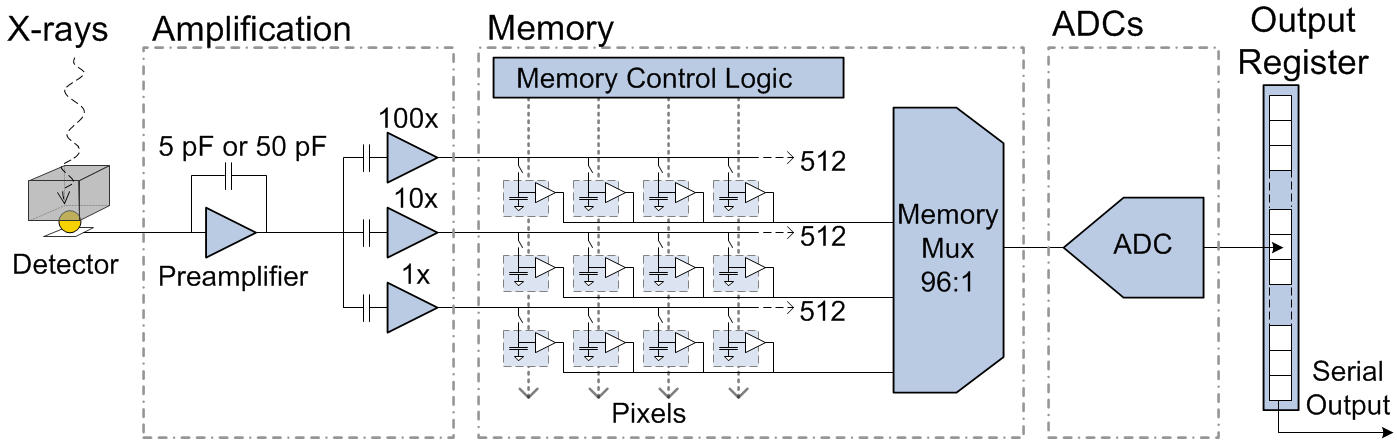 X-rays
Amplification
Memory
ADCs
Output
Register
Memory Control Logic
100x
5 pF or 50 pF
512
10x
512
Memory
Mux
96:1
ADC
Detector
Preamplifier
1x
512
Pixels
Serial
Output